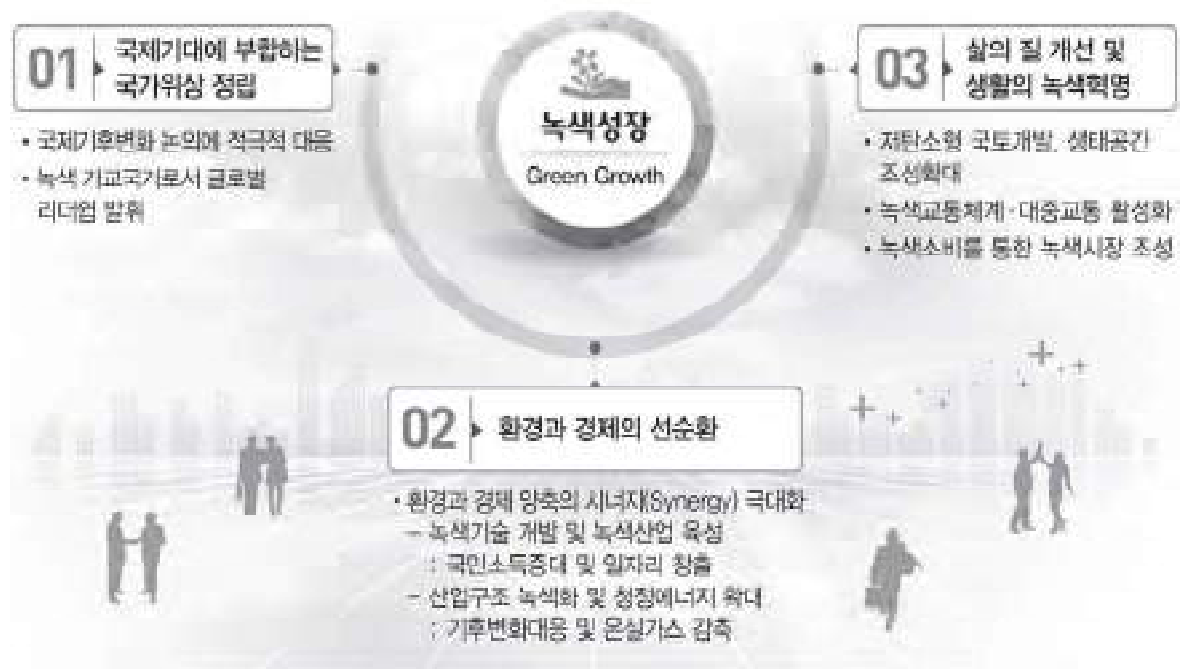 01
국제기대에 부합하는
국가위상 정립
• 국제기후변화 논의에 적극적 대응
• 녹색 가교국가로서 글로벌
리더쉽 발휘
녹색성장
Green Growth
02
환경과 경제의 선순환
• 환경과 경제 양축의 시너지(Synergy) 극대화
– 녹색기술 개발 및 녹색산업 육성
: 국민소득증대 및 일자리 창출
– 산업구조 녹색화 및 청정에너지 확대
: 기후변화대응 및 온실가스 감축
03
삶의 질 개선 및
생활의 녹색혁명
• 저탄소형 국토개발, 생태공간
조성확대
• 녹색교통체계·대중교통 활성화
• 녹색소비를 통한 녹색시장 조성